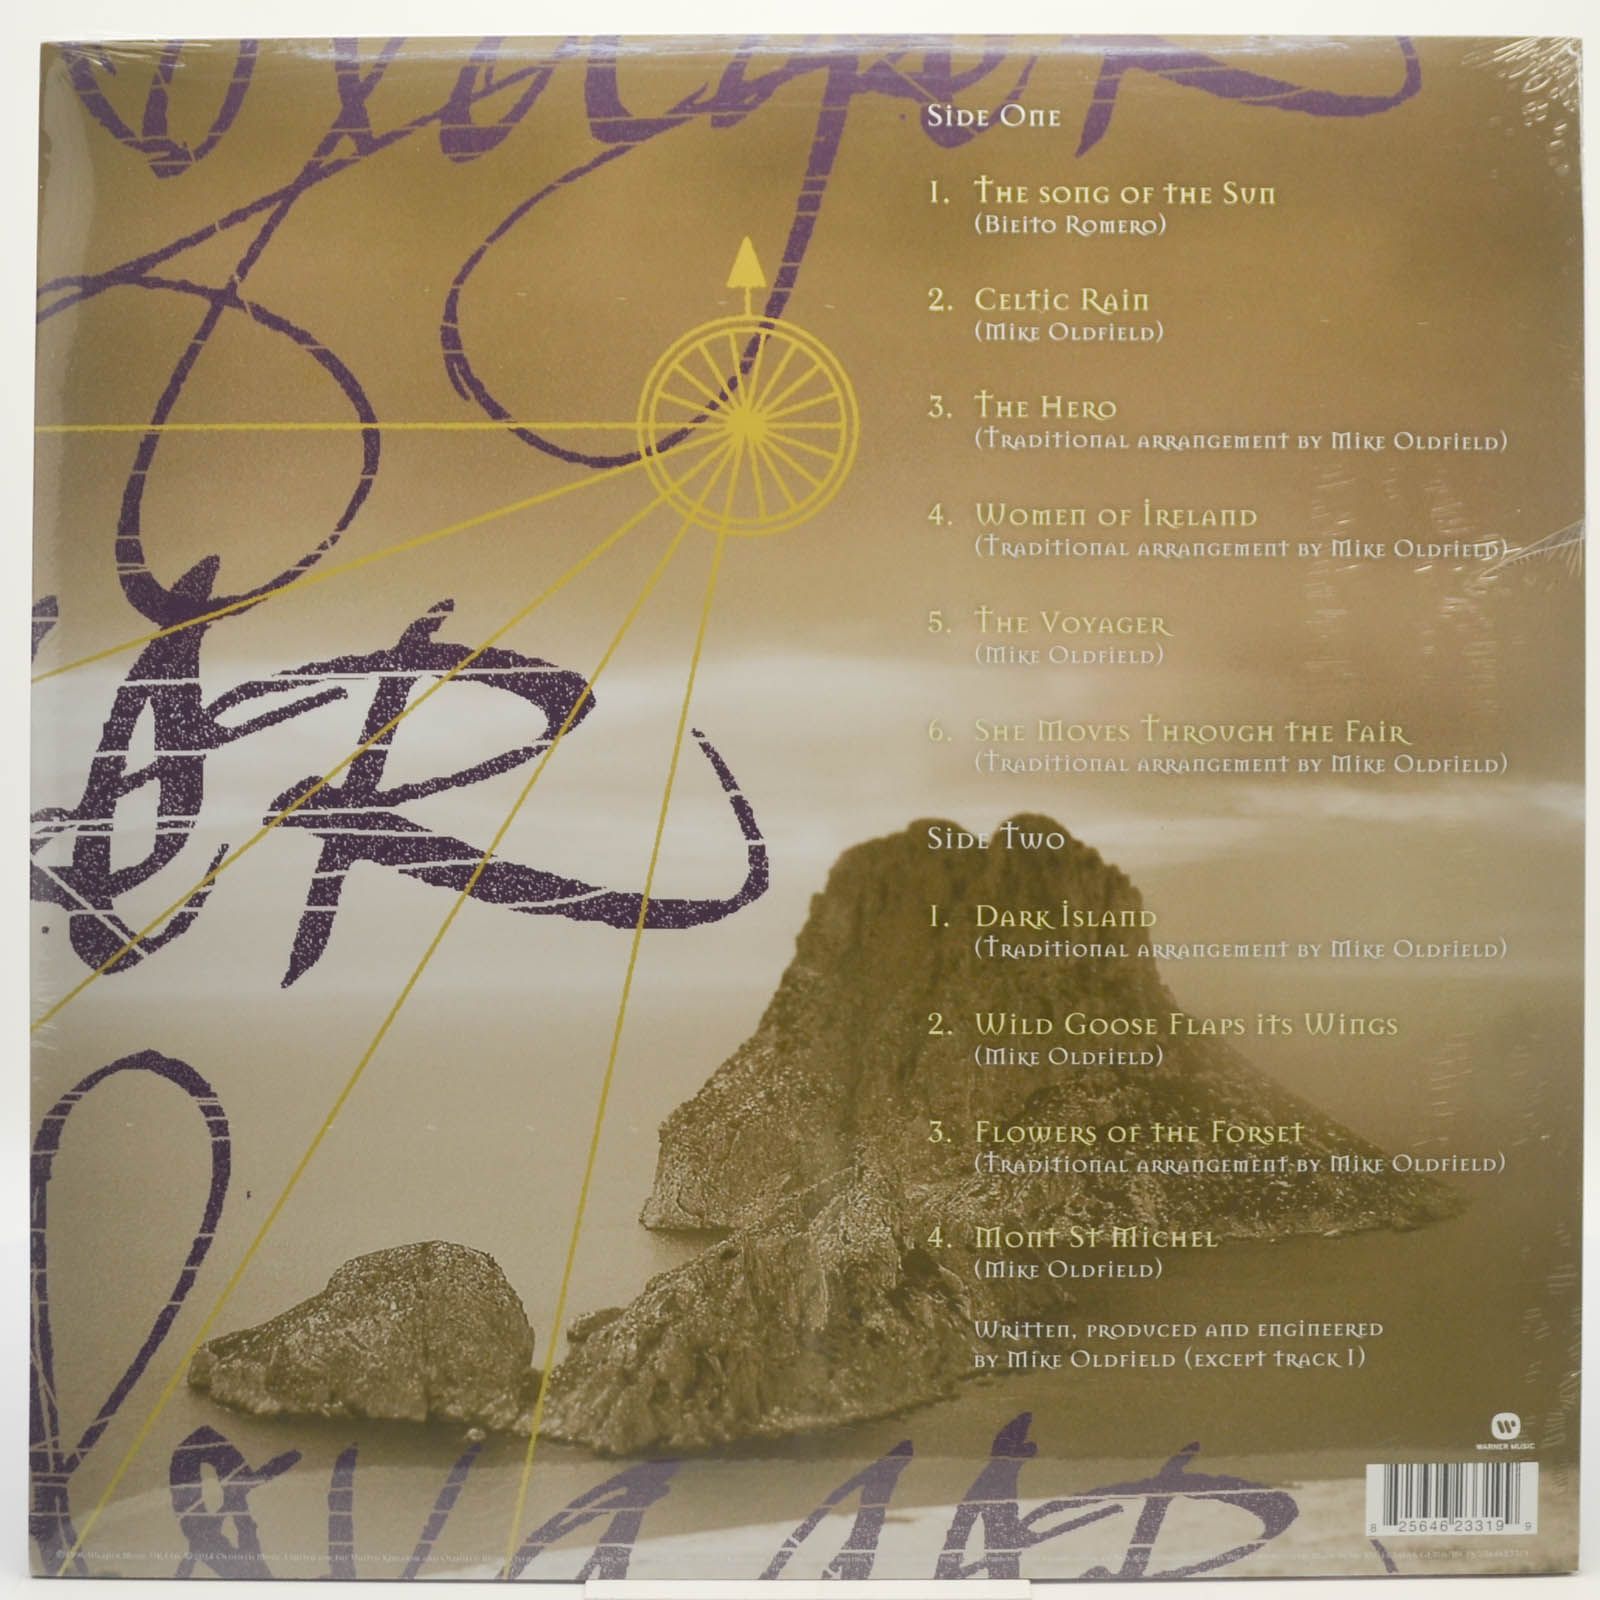 Side One
1. The Song of the Sun
(Bieito Romero)
2. Celtic Rain
(Mike Oldfield)
3. The Hero
(Traditional arrangement by Mike Oldfield)
4. Women of Ireland
(Traditional arrangement by Mike Oldfield)
5. The Voyager
(Mike Oldfield)
6. She Moves Through the Fair
(Traditional arrangement by Mike Oldfield)
Side Two
1. Dark Island
(Traditional arrangement by Mike Oldfield)
2. Wild Goose Flaps its Wings
(Mike Oldfield)
3. Flowers of the Forset
(Traditional arrangement by Mike Oldfield)
4. Mont St Michel
(Mike Oldfield)
Written, produced and engineered
by Mike Oldfield (except track 1)
WARNER MUSIC
8 25646 23319 9